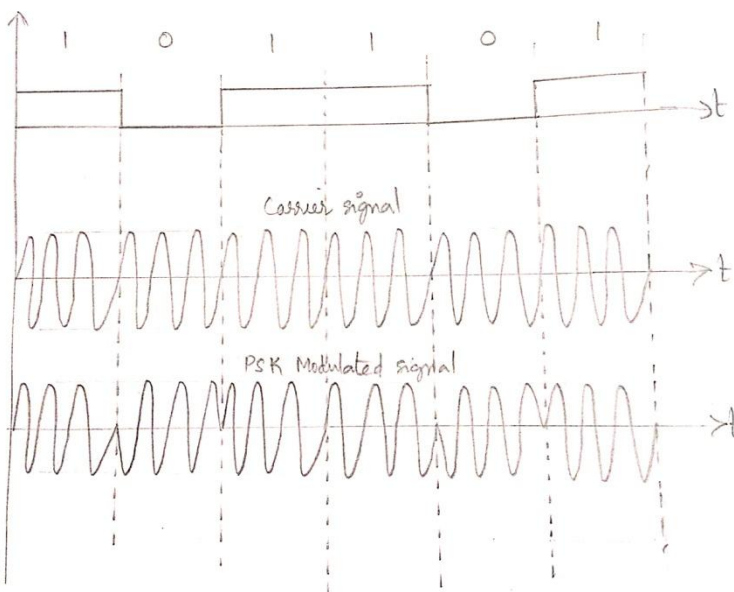 1 0 1 1 0 1
t
Carrier signal
t
PSK Modulated signal
t